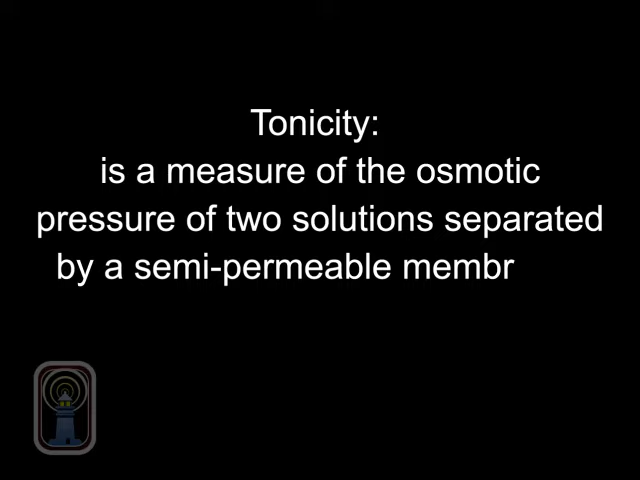 Tonicity:
is a measure of the osmotic
pressure of two solutions separated
by a semi-permeable membr